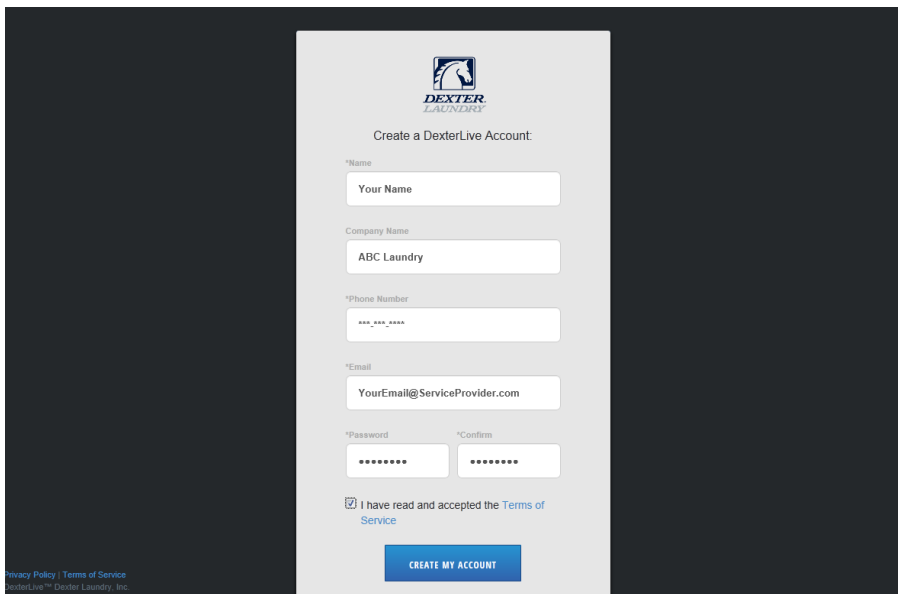 DEXTER
LAUNDRY
Create a DexterLive Account:
*Name
Your Name
Company Name
ABC Laundry
*Phone Number
***-***-****
*Email
YourEmail@ServiceProvider.com
*Password *Confirm
•••••••• ••••••••
I have read and accepted the Terms of
Service
CREATE MY ACCOUNT
Privacy Policy | Terms of Service
DexterLive™ Dexter Laundry, Inc.